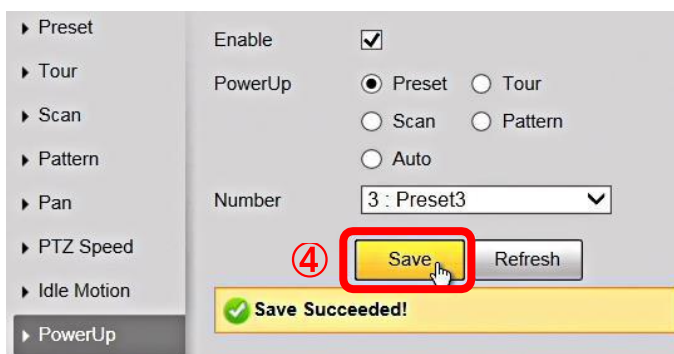 Preset
Tour
Scan
Pattern
Pan
PTZ Speed
Idle Motion
PowerUp
Enable
PowerUp
Preset Tour
Scan Pattern
Auto
Number 3 : Preset3
④ Save Refresh
Save Succeeded!